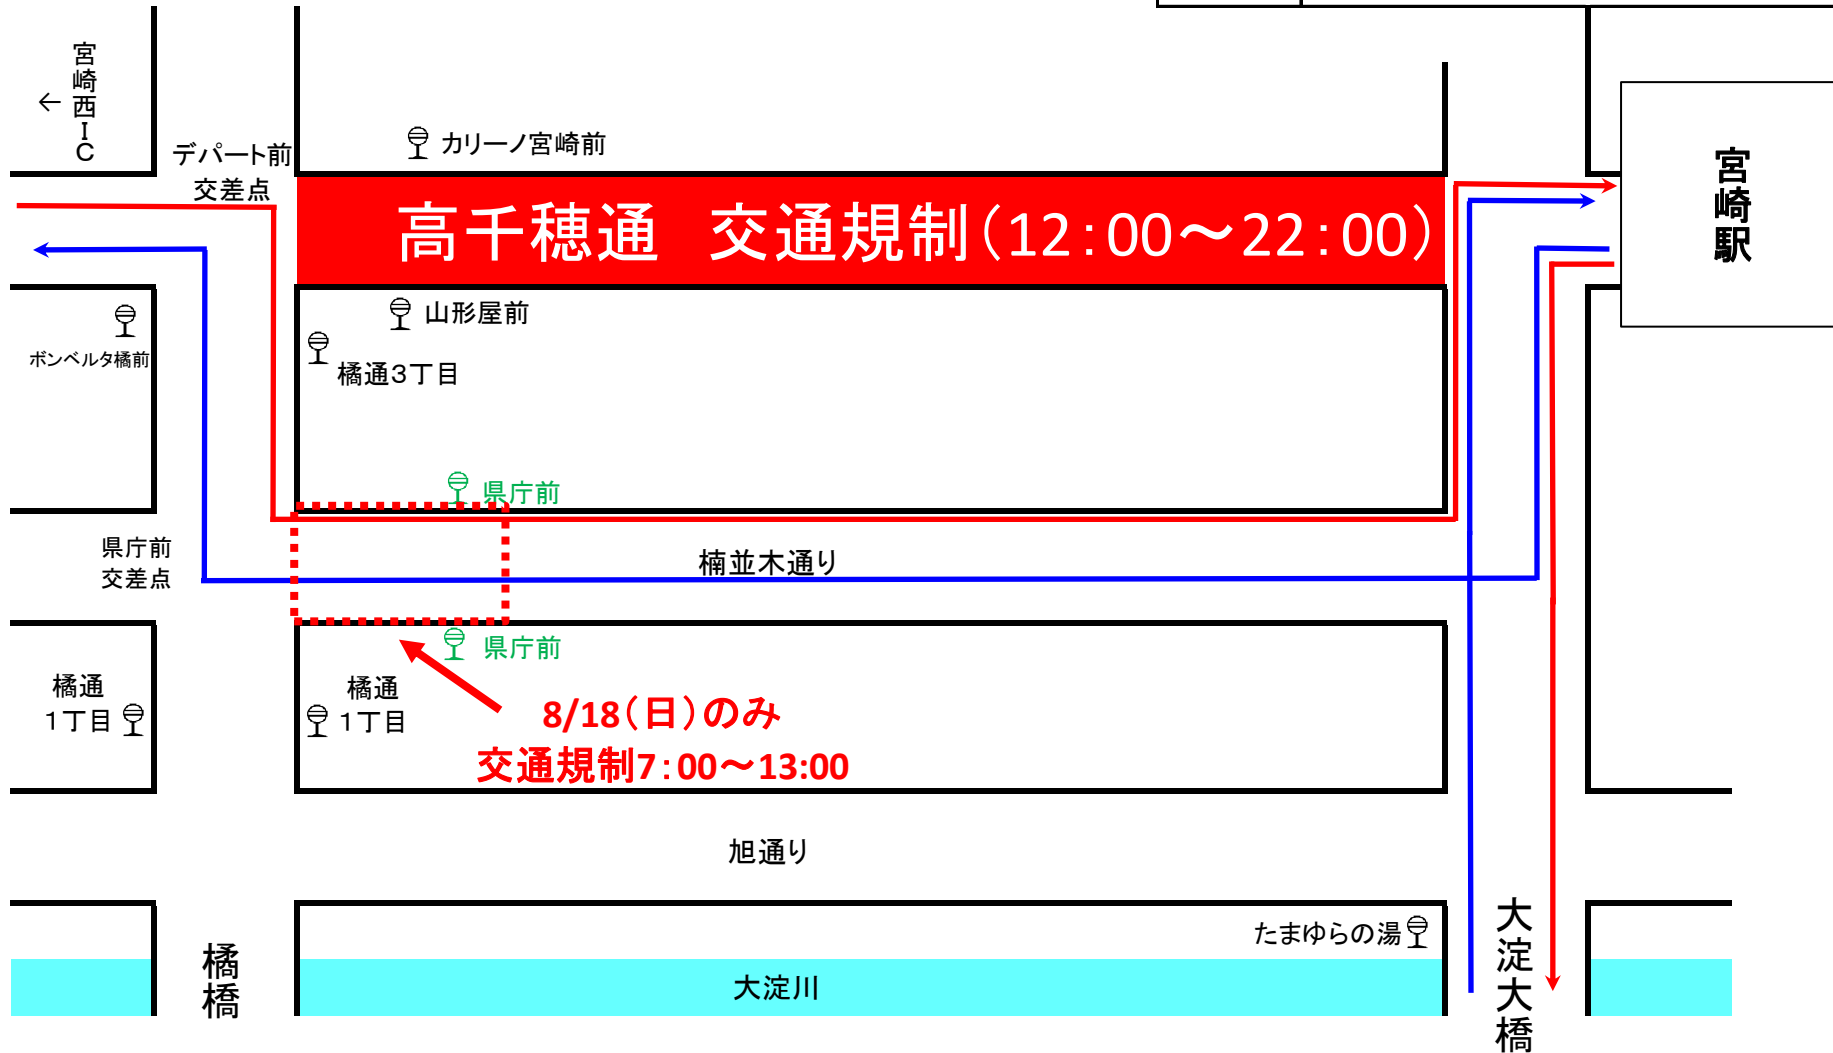 宮崎西IC
←
デパート前
交差点
カリーノ宮崎前
高千穂通　交通規制（12：00～22：00）
宮崎駅
山形屋前
ボンベルタ橘前
橘通3丁目
県庁前
県庁前
交差点
楠並木通り
県庁前
橘通
1丁目
橘通
1丁目
8/18（日）のみ
交通規制7：00～13:00
旭通り
たまゆらの湯
橘橋
大淀川
大淀大橋